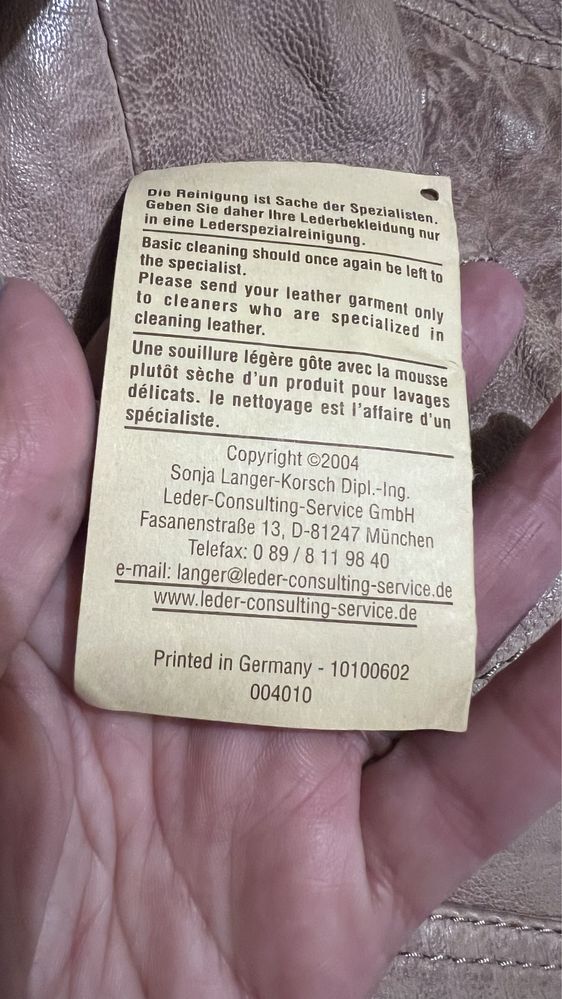 Die Reinigung ist Sache der Spezialisten.
Geben Sie daher Ihre Lederbekleidung nur
in eine Lederspezialreinigung.
Basic cleaning should once again be left to
the specialist.
Please send your leather garment only
to cleaners who are specialized in
cleaning leather.
Une souillure légère gôte avec la mousse
plutôt sèche d'un produit pour lavages
délicats. le nettoyage est l'affaire d'un
spécialiste.
Copyright ©2004
Sonja Langer-Korsch Dipl.-Ing.
Leder-Consulting-Service GmbH
Fasanenstraße 13, D-81247 München
Telefax: 0 89 / 8 11 98 40
e-mail: langer@leder-consulting-service.de
www.leder-consulting-service.de
Printed in Germany - 10100602
004010